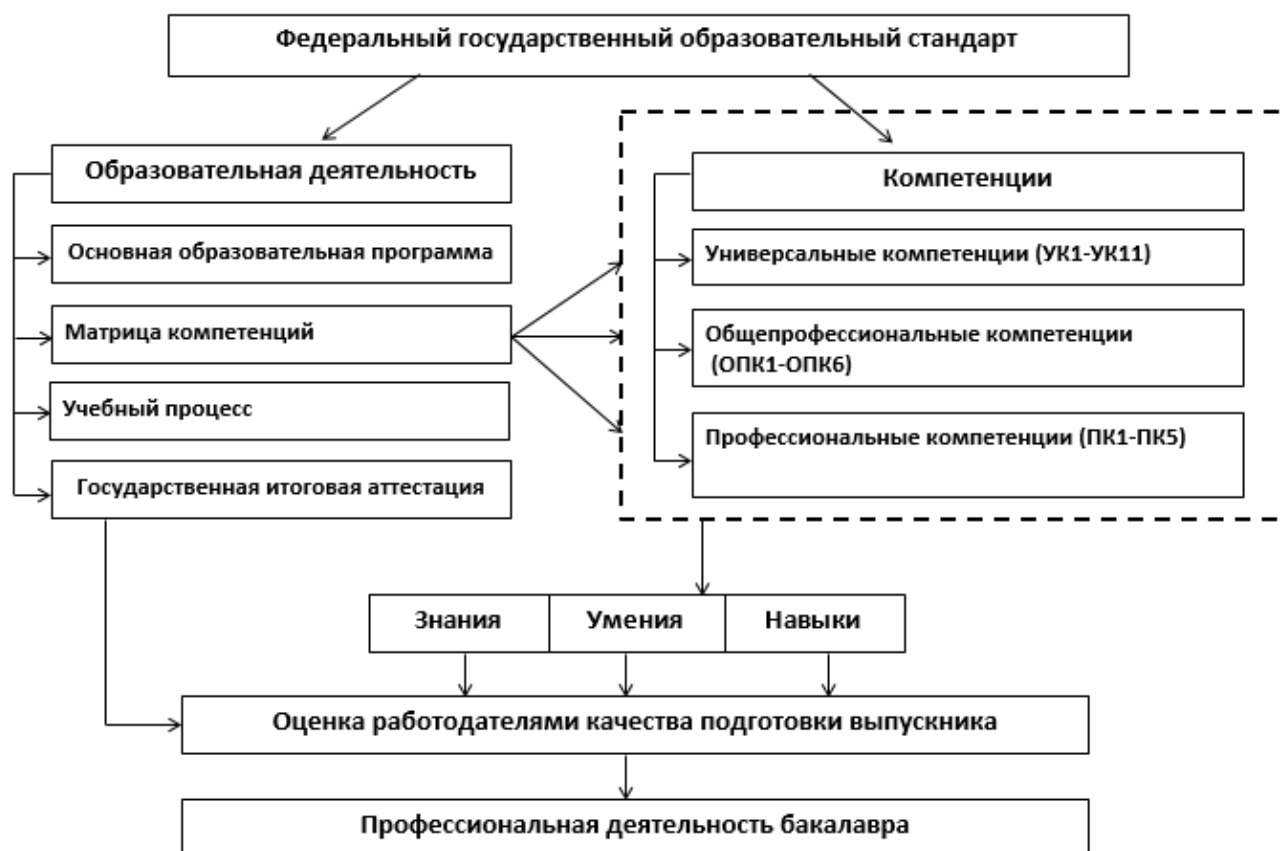 Федеральный государственный образовательный стандарт
Образовательная деятельность
Основная образовательная программа
Матрица компетенций
Учебный процесс
Государственная итоговая аттестация
Компетенции
Универсальные компетенции (УК1-УК11)
Общепрофессиональные компетенции
(ОПК1-ОПК6)
Профессиональные компетенции (ПК1-ПК5)
Знания
Умения
Навыки
Оценка работодателями качества подготовки выпускника
Профессиональная деятельность бакалавра